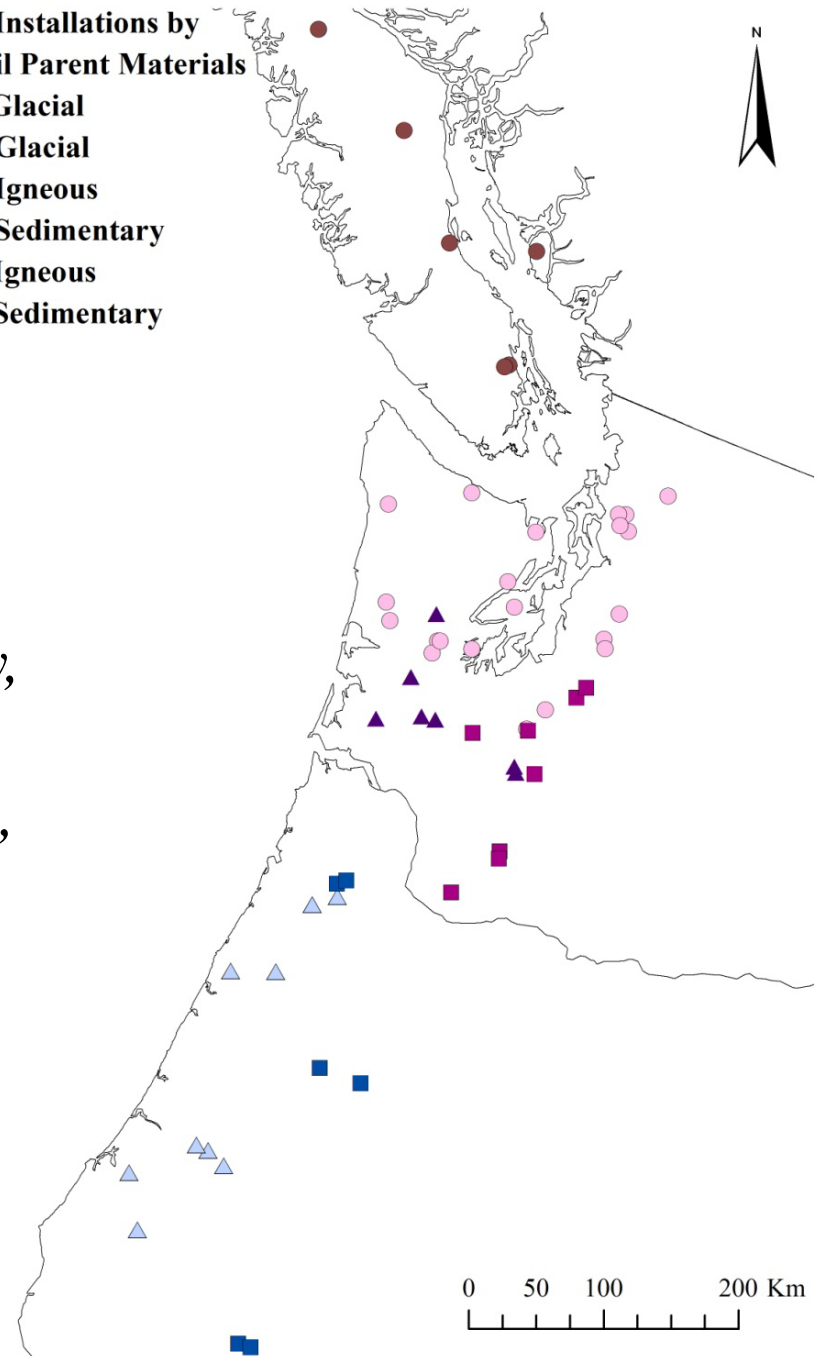 Installations by
il Parent Materials
Glacial
Glacial
Igneous
Sedimentary
Igneous
Sedimentary
N
,
,
0 50 100 200 Km